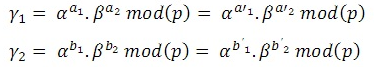 γ₁ = α^{a₁}.β^{a₂} mod(p) = α^{a'₁}.β^{a'₂} mod(p)
γ₂ = α^{b₁}.β^{b₂} mod(p) = α^{b'₁}.β^{b'₂} mod(p)